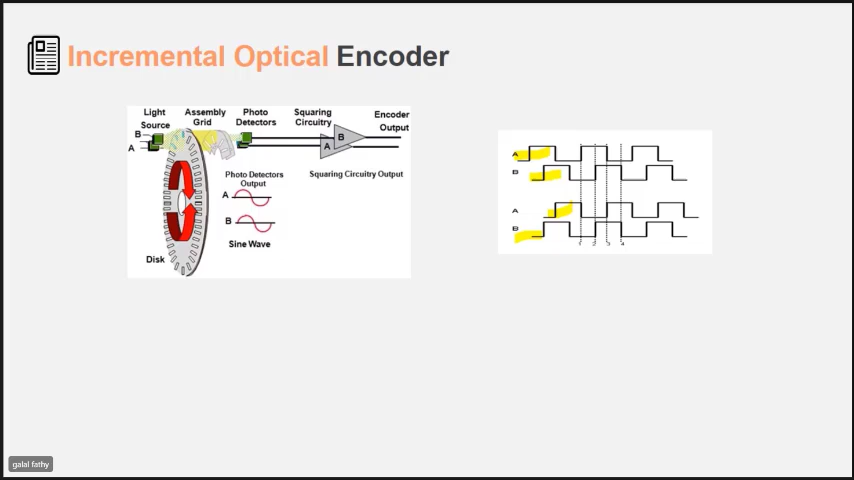 Incremental Optical Encoder
Light Source
Assembly Grid
Photo Detectors
Squaring Circuitry
Encoder Output
B
A
B
A
Photo Detectors Output
Squaring Circuitry Output
A
B
Sine Wave
Disk
A
B
A
B
1 2 3 4
galal fathy